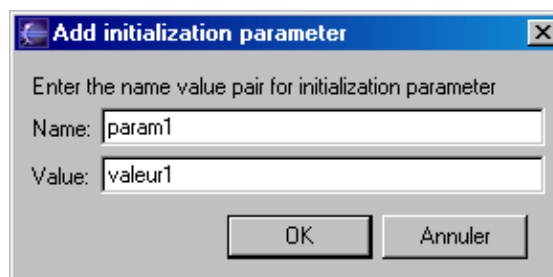 Add initialization parameter
Enter the name value pair for initialization parameter
Name: param1
Value: valeur1
OK Annuler